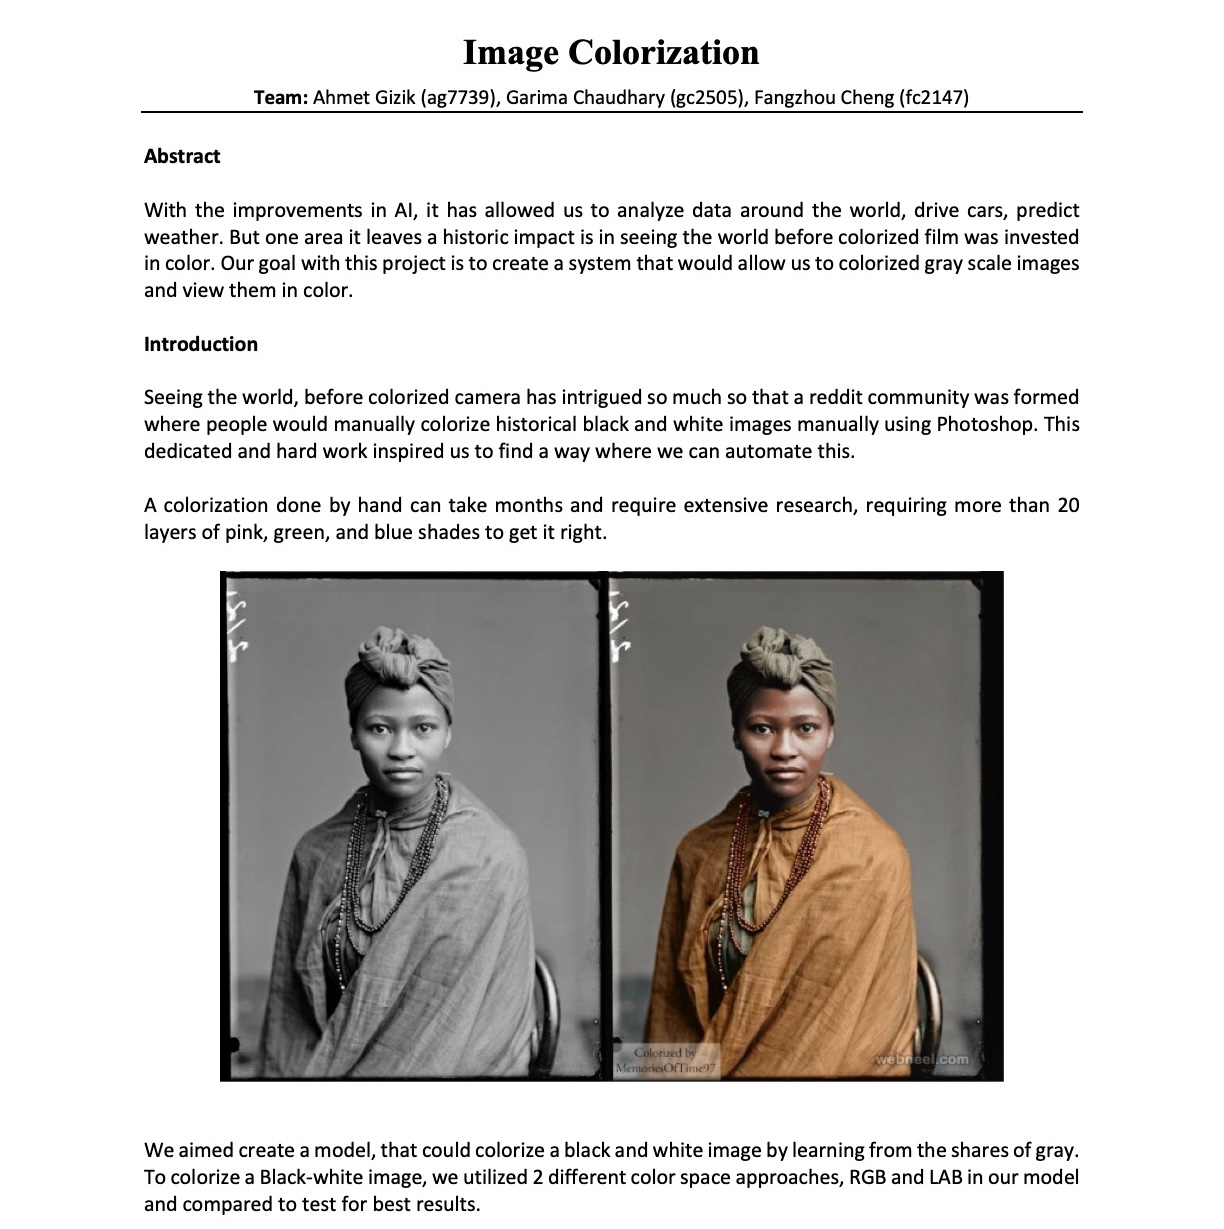 Image Colorization
Team: Ahmet Gizik (ag7739), Garima Chaudhary (gc2505), Fangzhou Cheng (fc2147)
Abstract
With the improvements in AI, it has allowed us to analyze data around the world, drive cars, predict
weather. But one area it leaves a historic impact is in seeing the world before colorized film was invested
in color. Our goal with this project is to create a system that would allow us to colorized gray scale images
and view them in color.
Introduction
Seeing the world, before colorized camera has intrigued so much so that a reddit community was formed
where people would manually colorize historical black and white images manually using Photoshop. This
dedicated and hard work inspired us to find a way where we can automate this.
A colorization done by hand can take months and require extensive research, requiring more than 20
layers of pink, green, and blue shades to get it right.
Colorized by
MemoriesOfTime97
webneel.com
We aimed create a model, that could colorize a black and white image by learning from the shares of gray.
To colorize a Black-white image, we utilized 2 different color space approaches, RGB and LAB in our model
and compared to test for best results.